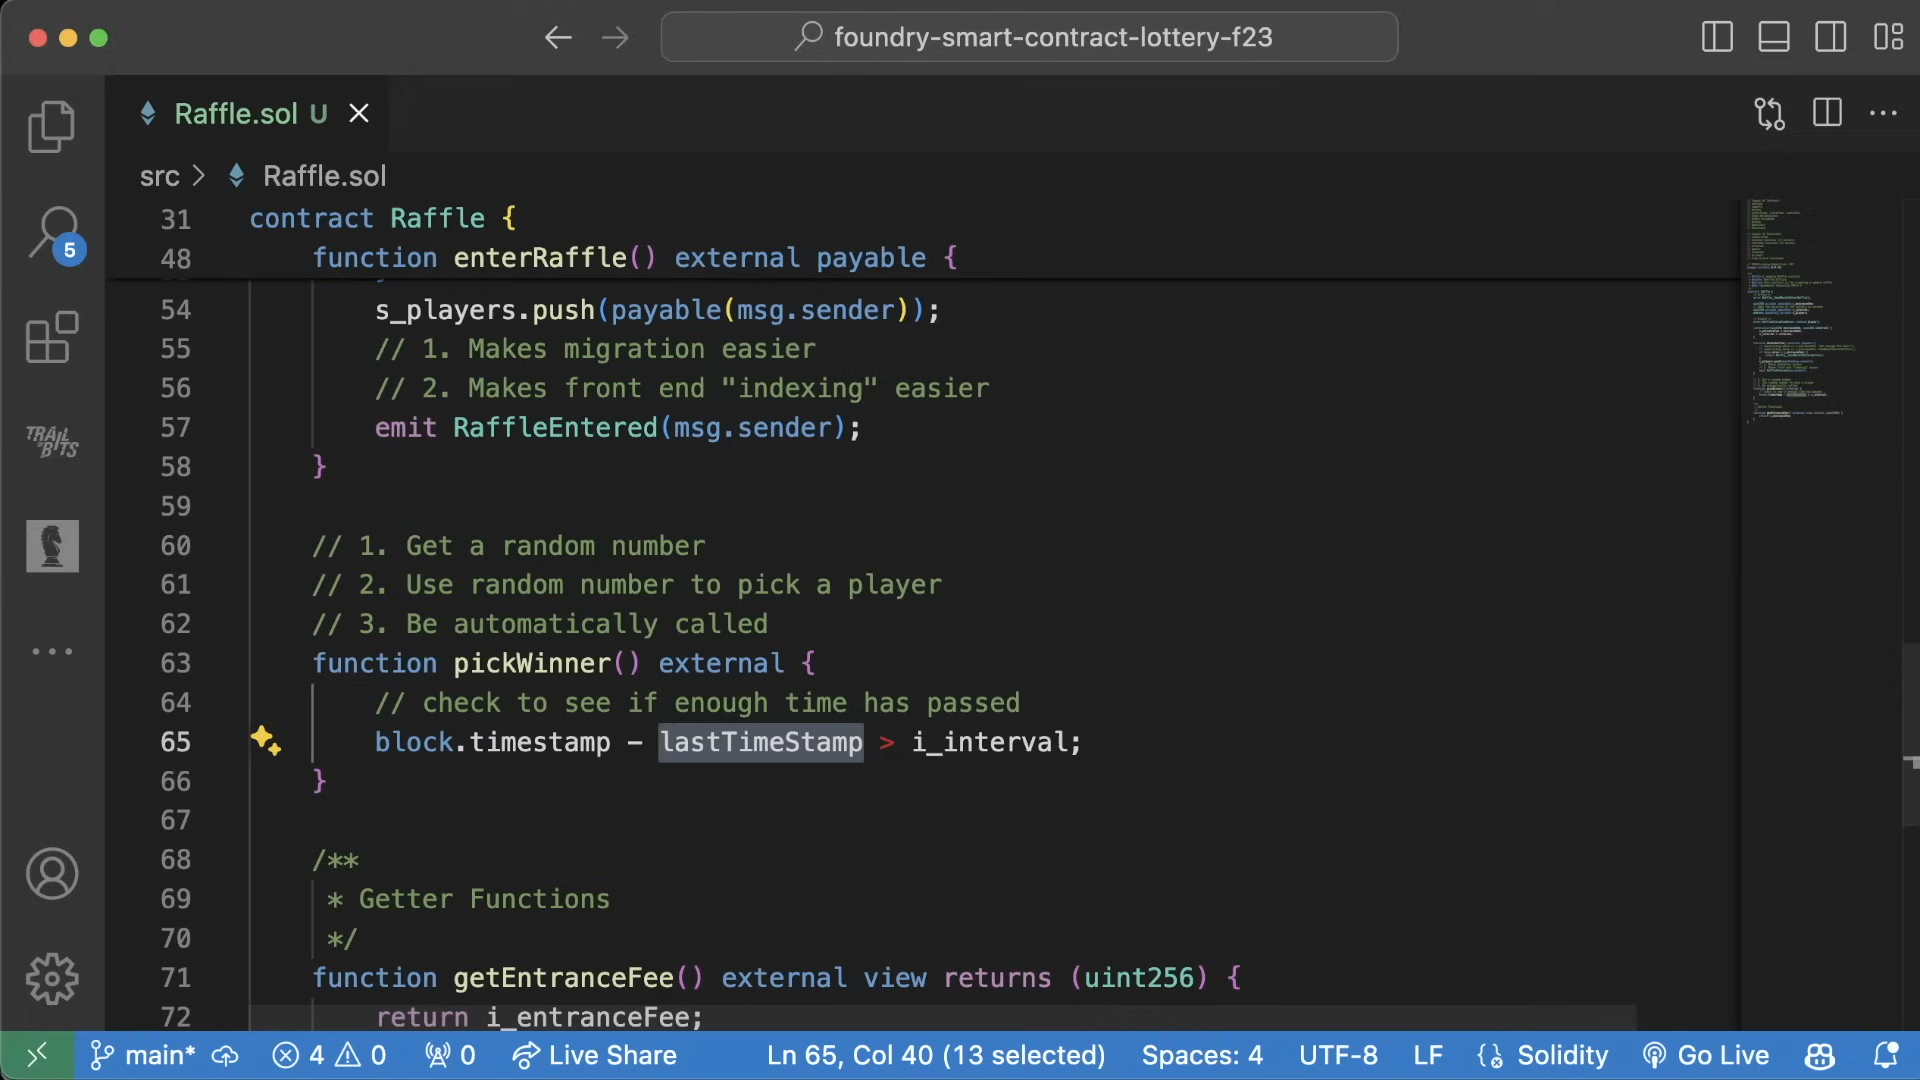 foundry-smart-contract-lottery-f23
Raffle.sol U
src > Raffle.sol
5
TRAIL OF BITS
31 contract Raffle {
48 function enterRaffle() external payable {
54 s_players.push(payable(msg.sender));
55 // 1. Makes migration easier
56 // 2. Makes front end "indexing" easier
57 emit RaffleEntered(msg.sender);
58 }
59
60 // 1. Get a random number
61 // 2. Use random number to pick a player
62 // 3. Be automatically called
63 function pickWinner() external {
64 // check to see if enough time has passed
65 block.timestamp - lastTimeStamp > i_interval;
66 }
67
68 /**
69 * Getter Functions
70 */
71 function getEntranceFee() external view returns (uint256) {
72 return i_entranceFee;
main* 4 0 0 Live Share Ln 65, Col 40 (13 selected) Spaces: 4 UTF-8 LF Solidity Go Live